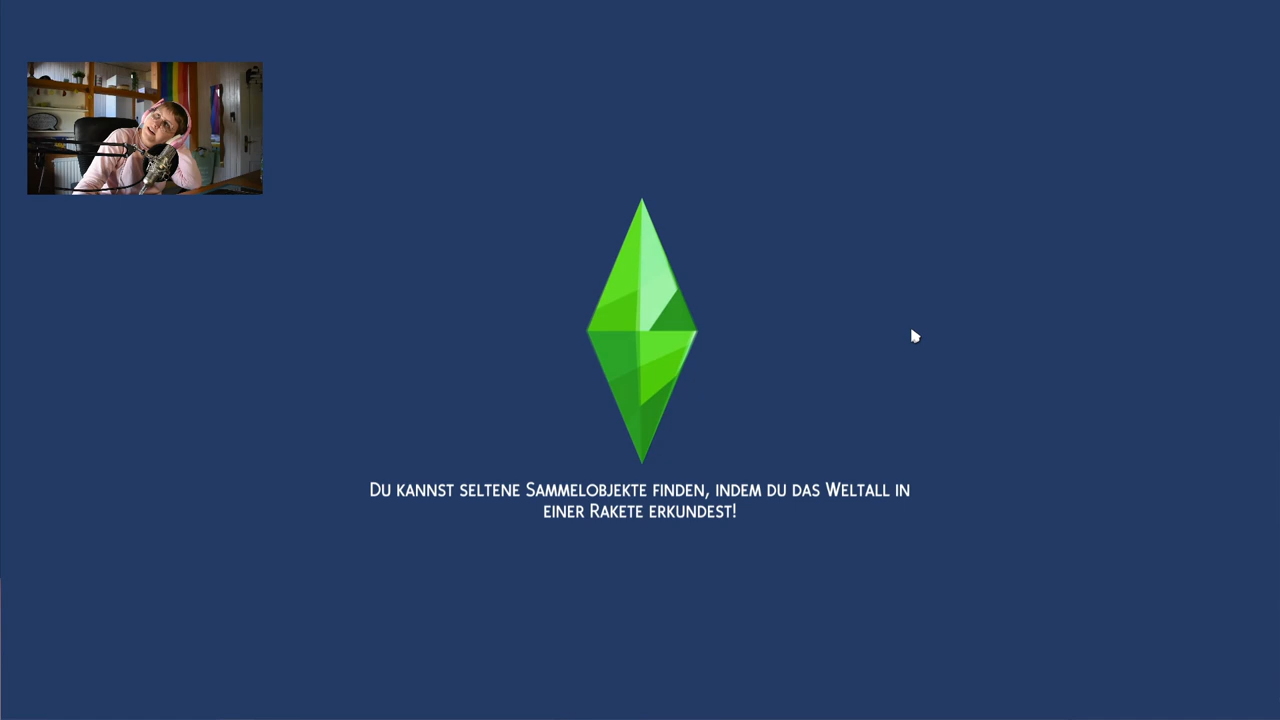 Du kannst seltene Sammelobjekte finden, indem du das Weltall in
einer Rakete erkundest!